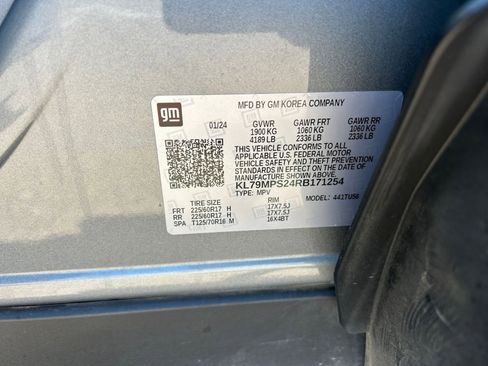 gm
MFD BY GM KOREA COMPANY
01/24 GVWR GAWR FRT GAWR RR
1900 KG 1060 KG 1060 KG
4189 LB 2336 LB 2336 LB
THIS VEHICLE CONFORMS TO ALL
APPLICABLE U.S. FEDERAL MOTOR
VEHICLE SAFETY, BUMPER, AND
THEFT PREVENTION STANDARDS IN
EFFECT ON THE DATE OF
MANUFACTURE SHOWN ABOVE.
KL79MPS24RB171254
TYPE: MPV MODEL: 441TU56
TIRE SIZE RIM
FRT 225/60R17 H 17X7.5J
RR 225/60R17 H 17X7.5J
SPA T125/70R16 M 16X4BT